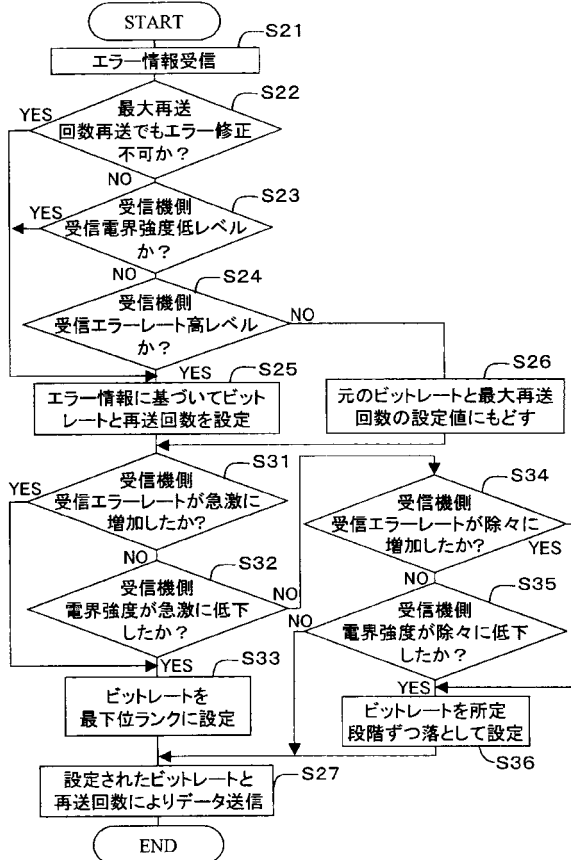 START
S21
エラー情報受信
S22
YES
最大再送
回数再送でもエラー修正
不可か？
NO
S23
YES
受信機側
受信電界強度低レベル
か？
NO
S24
受信機側
受信エラーレート高レベル
か？
NO
YES
S25
エラー情報に基づいてビット
レートと再送回数を設定
S26
元のビットレートと最大再送
回数の設定値にもどす
S31
YES
受信機側
受信エラーレートが急激に
増加したか?
NO
S32
受信機側
電界強度が急激に低下
したか？
NO
YES
S33
ビットレートを
最下位ランクに設定
S34
受信機側
受信エラーレートが除々に
増加したか?
YES
NO
S35
受信機側
電界強度が除々に低下
したか？
NO
YES
ビットレートを所定
段階ずつ落として設定
S36
設定されたビットレートと
再送回数によりデータ送信
S27
END